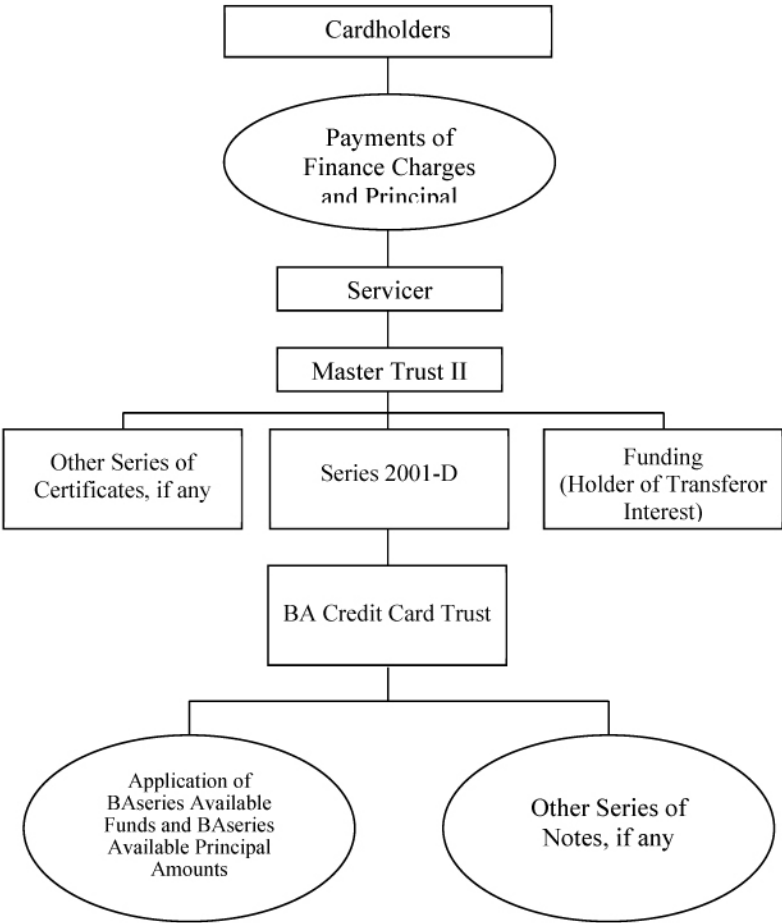 Cardholders
Payments of
Finance Charges
and Principal
Servicer
Master Trust II
Other Series of
Certificates, if any
Series 2001-D
Funding
(Holder of Transferor
Interest)
BA Credit Card Trust
Application of
BAseries Available
Funds and BAseries
Available Principal
Amounts
Other Series of
Notes, if any